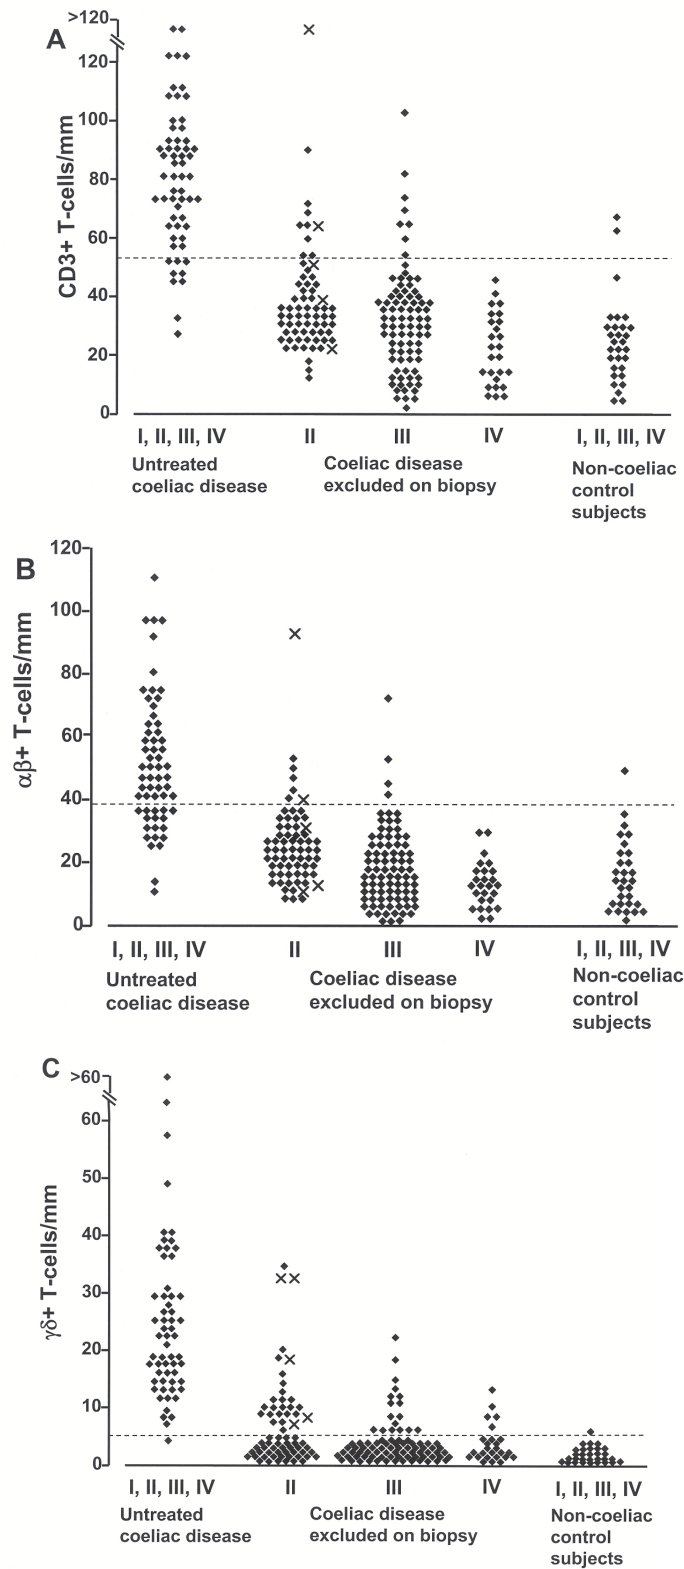 A
>120
120
100
80
60
40
20
0
CD3+ T-cells/mm
I, II, III, IV
II
III
IV
I, II, III, IV
Untreated
coeliac disease
Coeliac disease
excluded on biopsy
Non-coeliac
control
subjects
B
120
100
80
60
40
20
0
αβ+ T-cells/mm
I, II, III, IV
II
III
IV
I, II, III, IV
Untreated
coeliac disease
Coeliac disease
excluded on biopsy
Non-coeliac
control
subjects
C
>60
60
50
40
30
20
10
0
γδ+ T-cells/mm
I, II, III, IV
II
III
IV
I, II, III, IV
Untreated
coeliac disease
Coeliac disease
excluded on biopsy
Non-coeliac
control
subjects